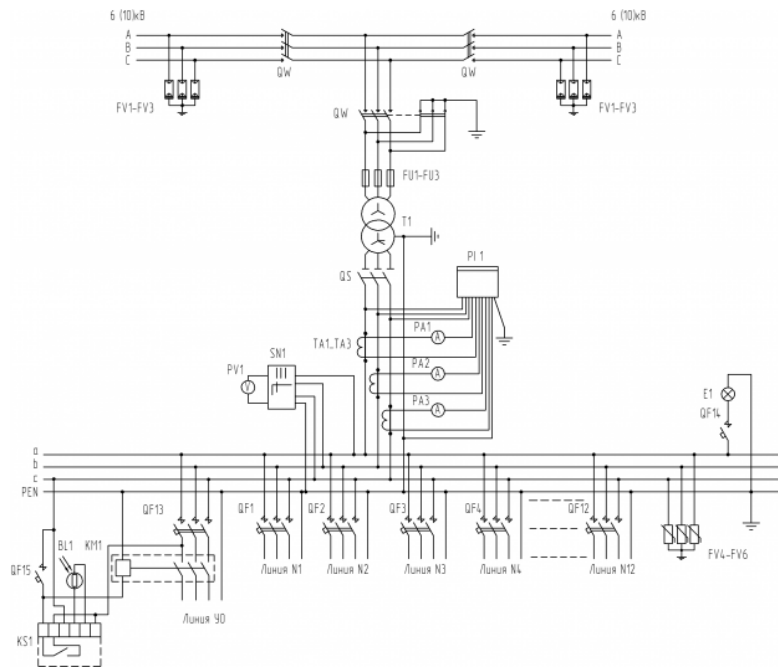 6 (10)кВ 6 (10)кВ
A A
B B
C C
QW QW
FV1-FV3 FV1-FV3
QW
FU1-FU3
T1
QS PI 1
TA1...TA3 PA1 A
SN1
PV1 V PA2 A
E1
PA3 A
QF14
a
b
c
PEN
QF13 QF1 QF2 QF3 QF4 QF12
BL1 KM1
QF15
Линия N1 Линия N2 Линия N3 Линия N4 Линия N12 FV4-FV6
Линия УО
KS1